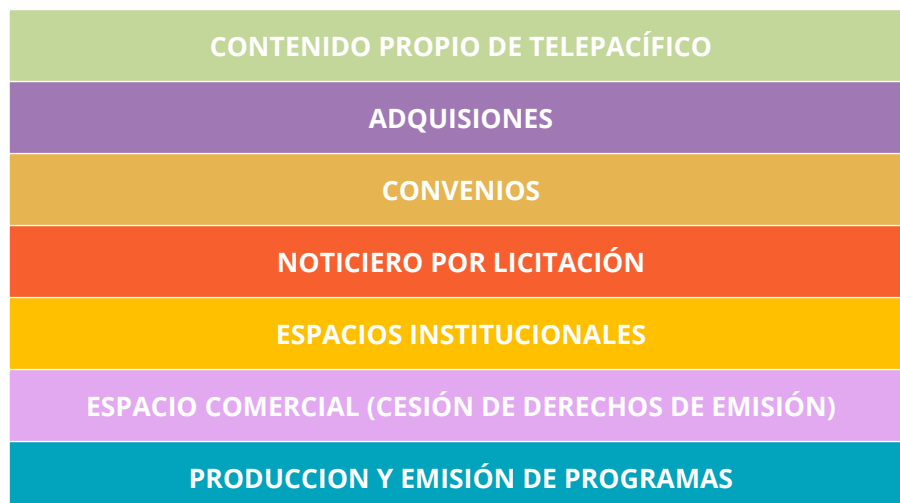 CONTENIDO PROPIO DE TELEPACÍFICO
ADQUISIONES
CONVENIOS
NOTICIERO POR LICITACIÓN
ESPACIOS INSTITUCIONALES
ESPACIO COMERCIAL (CESIÓN DE DERECHOS DE EMISIÓN)
PRODUCCION Y EMISIÓN DE PROGRAMAS